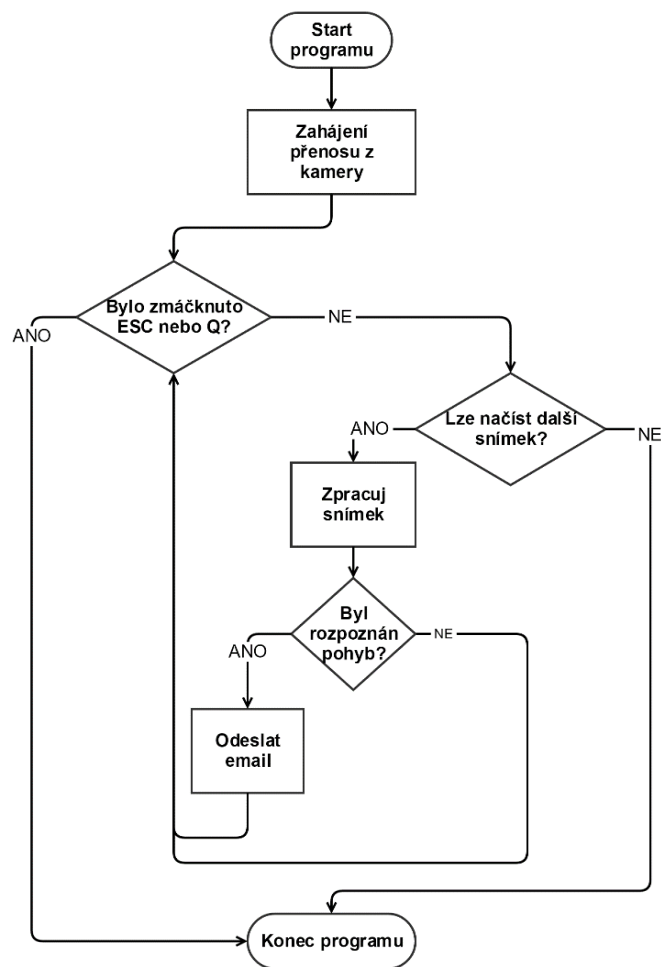 Start
programu
Zahájení
přenosu z
kamery
Bylo zmáčknuto
ESC nebo Q?
ANO
NE
Lze načíst další
snímek?
ANO
NE
Zpracuj
snímek
Byl
rozpoznán
pohyb?
ANO
NE
Odeslat
email
Konec programu